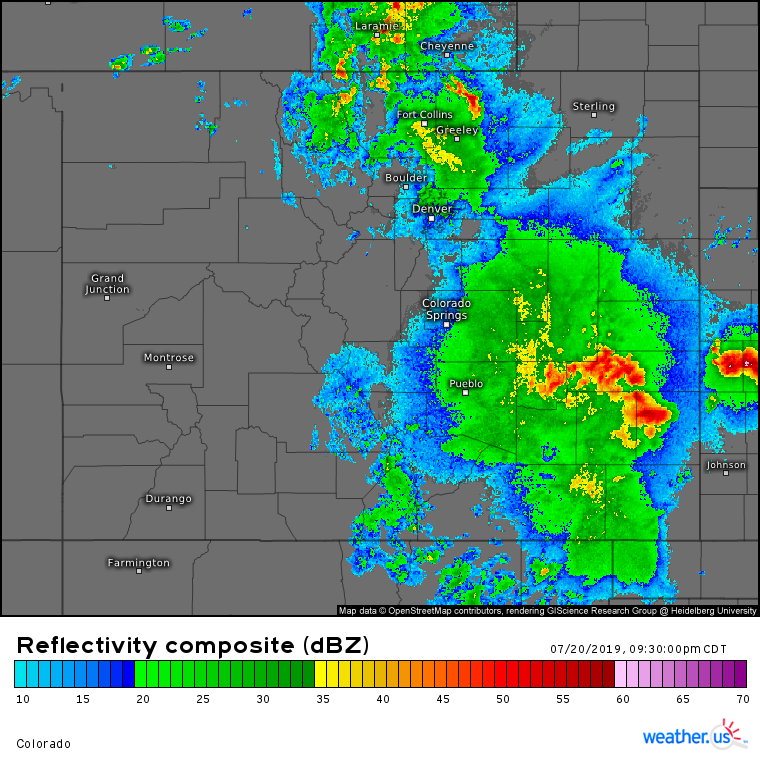 Laramie
Cheyenne
Sterling
Fort Collins
Greeley
Boulder
Denver
Grand
Junction
Colorado
Springs
Montrose
Pueblo
Johnson
Durango
Farmington
Map data © OpenStreetMap contributors, rendering GIScience Research Group @ Heidelberg University
Reflectivity composite (dBZ)
07/20/2019, 09:30:00pm CDT
10 15 20 25 30 35 40 45 50 55 60 65 70
Colorado
weather.us